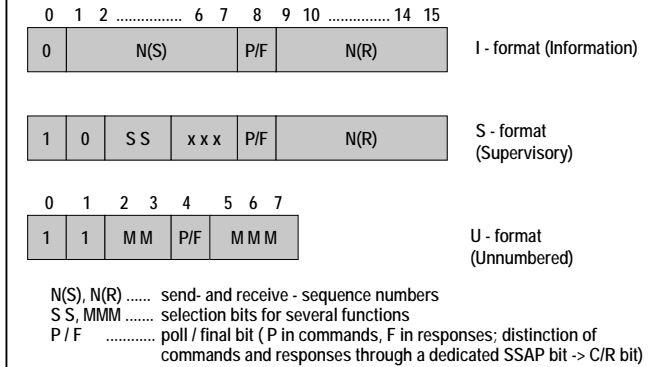 0 1 2 ............... 6 7 8 9 10 ............... 14 15
0 N(S) P/F N(R) I - format (Information)
1 0 S S x x x P/F N(R) S - format
(Supervisory)
0 1 2 3 4 5 6 7
1 1 M M P/F M M M U - format
(Unnumbered)
N(S), N(R) ...... send- and receive - sequence numbers
S S, MMM ....... selection bits for several functions
P / F ............ poll / final bit ( P in commands, F in responses; distinction of
commands and responses through a dedicated SSAP bit -> C/R bit)